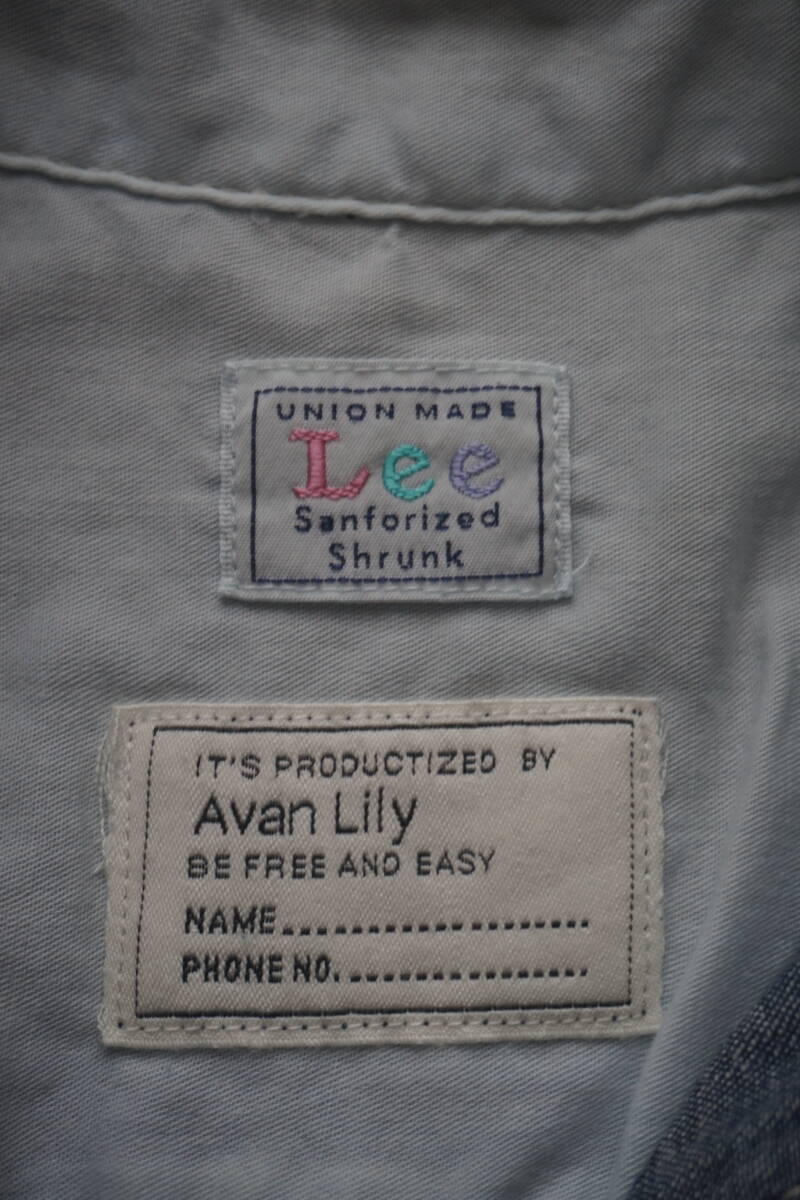 UNION MADE
Lee
Sanforized
Shrunk
IT'S PRODUCTIZED BY
Avan Lily
BE FREE AND EASY
NAME...................
PHONE NO................